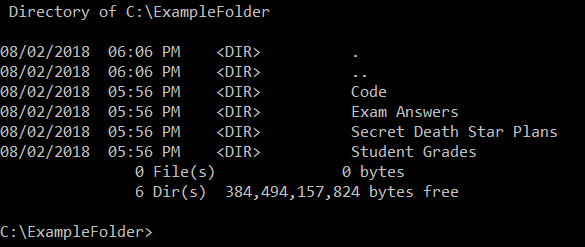 Directory of C:\ExampleFolder
08/02/2018  06:06 PM    <DIR>          .
08/02/2018  06:06 PM    <DIR>          ..
08/02/2018  05:56 PM    <DIR>          Code
08/02/2018  05:56 PM    <DIR>          Exam Answers
08/02/2018  05:56 PM    <DIR>          Secret Death Star Plans
08/02/2018  05:56 PM    <DIR>          Student Grades
0 File(s)              0 bytes
6 Dir(s)  384,494,157,824 bytes free
C:\ExampleFolder>